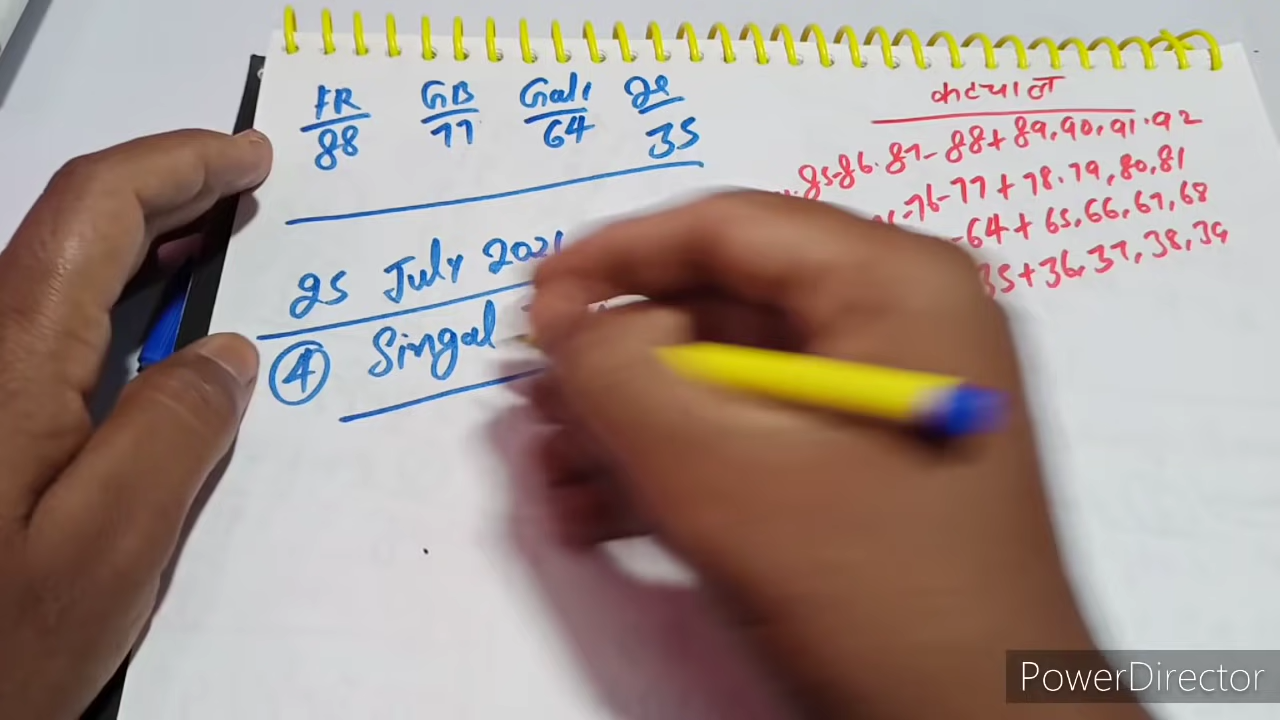 FR GB Gali DS
88 77 64 35
25 July 202
④ Singal
कटयाल
85-86.87-88+89,90,91.92
-76-77+78.79,80,81
-64+65,66,67,68
35+36,37,38,39
PowerDirector